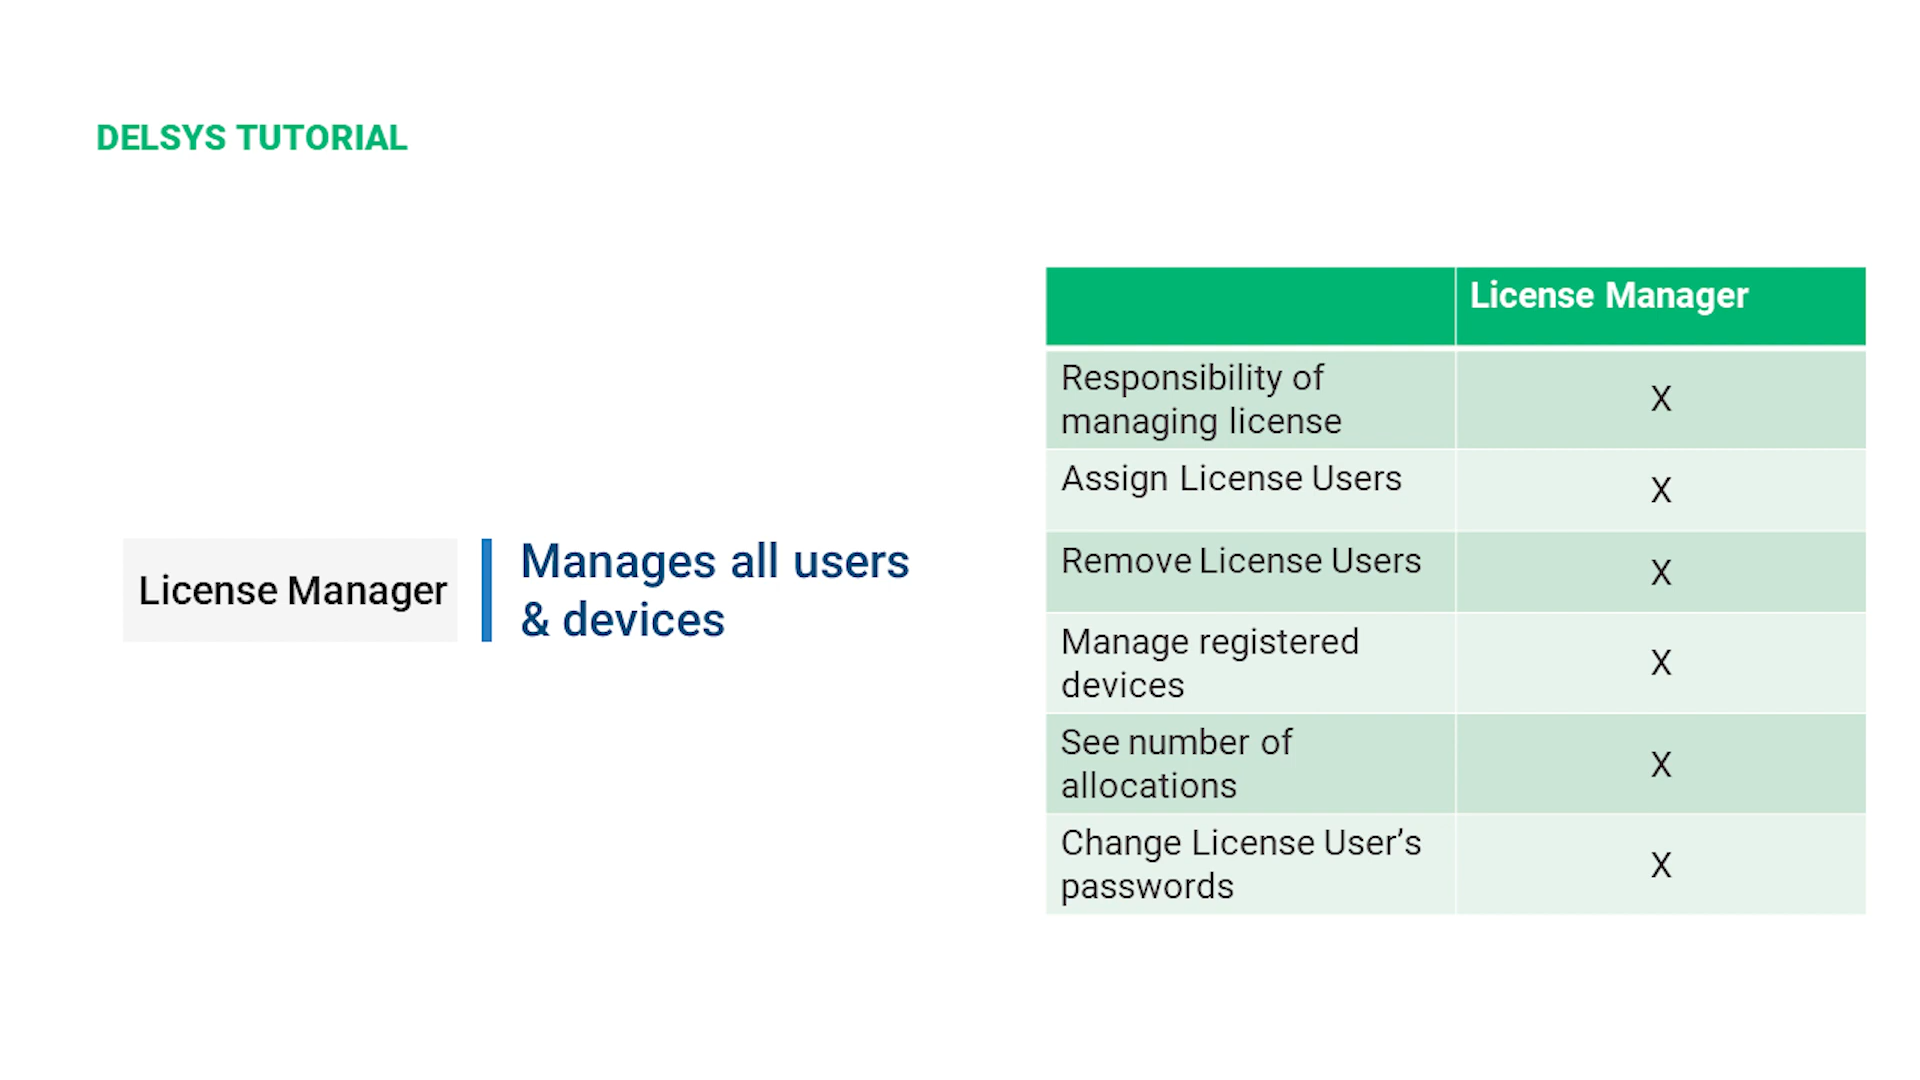 DELSYS TUTORIAL
License Manager
Manages all users
& devices
License Manager
Responsibility of
managing license
X
Assign License Users
X
Remove License Users
X
Manage registered
devices
X
See number of
allocations
X
Change License User’s
passwords
X